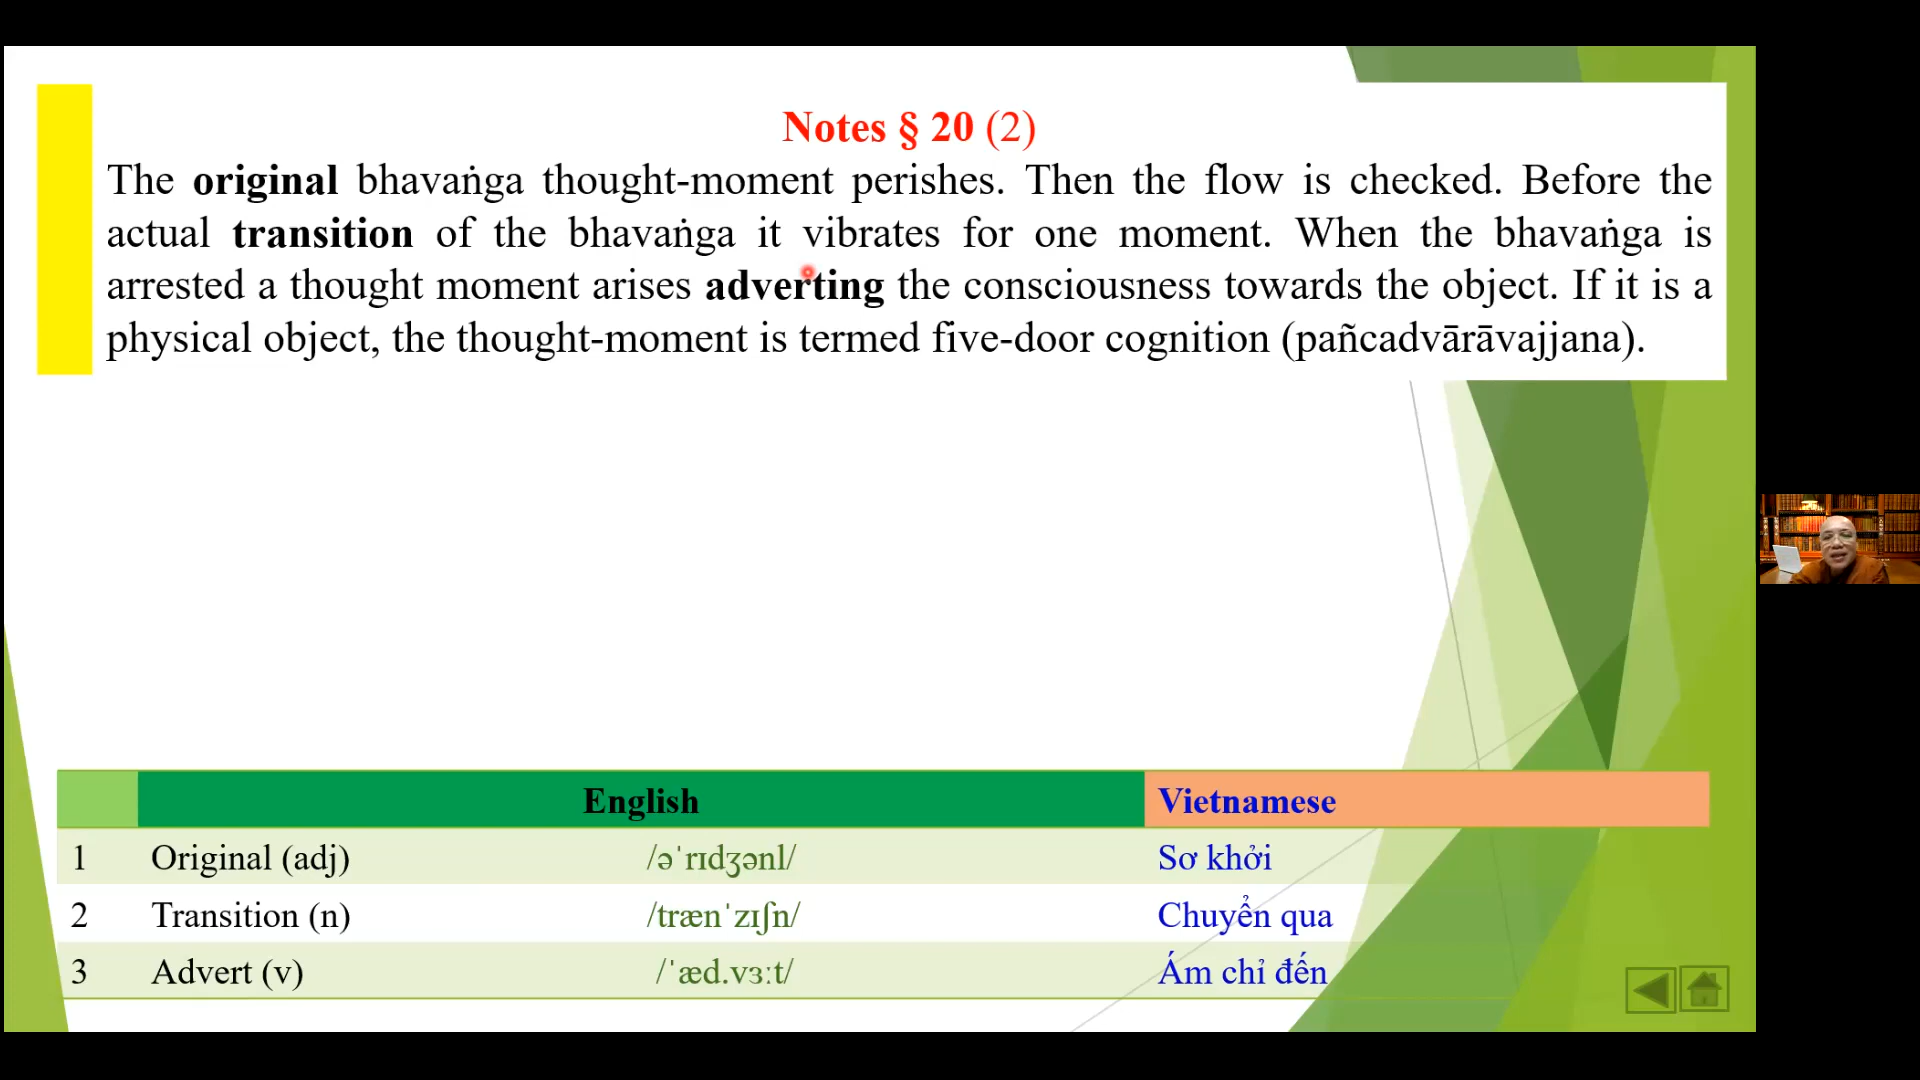 Notes § 20 (2)
The original bhavaṅga thought-moment perishes. Then the flow is checked. Before the
actual transition of the bhavaṅga it vibrates for one moment. When the bhavaṅga is
arrested a thought moment arises adverting the consciousness towards the object. If it is a
physical object, the thought-moment is termed five-door cognition (pañcadvārāvajjana).
English Vietnamese
1 Original (adj) /əˈrɪdʒənl/ Sơ khởi
2 Transition (n) /trænˈzɪʃn/ Chuyển qua
3 Advert (v) /ˈæd.vɜːt/ Ám chỉ đến